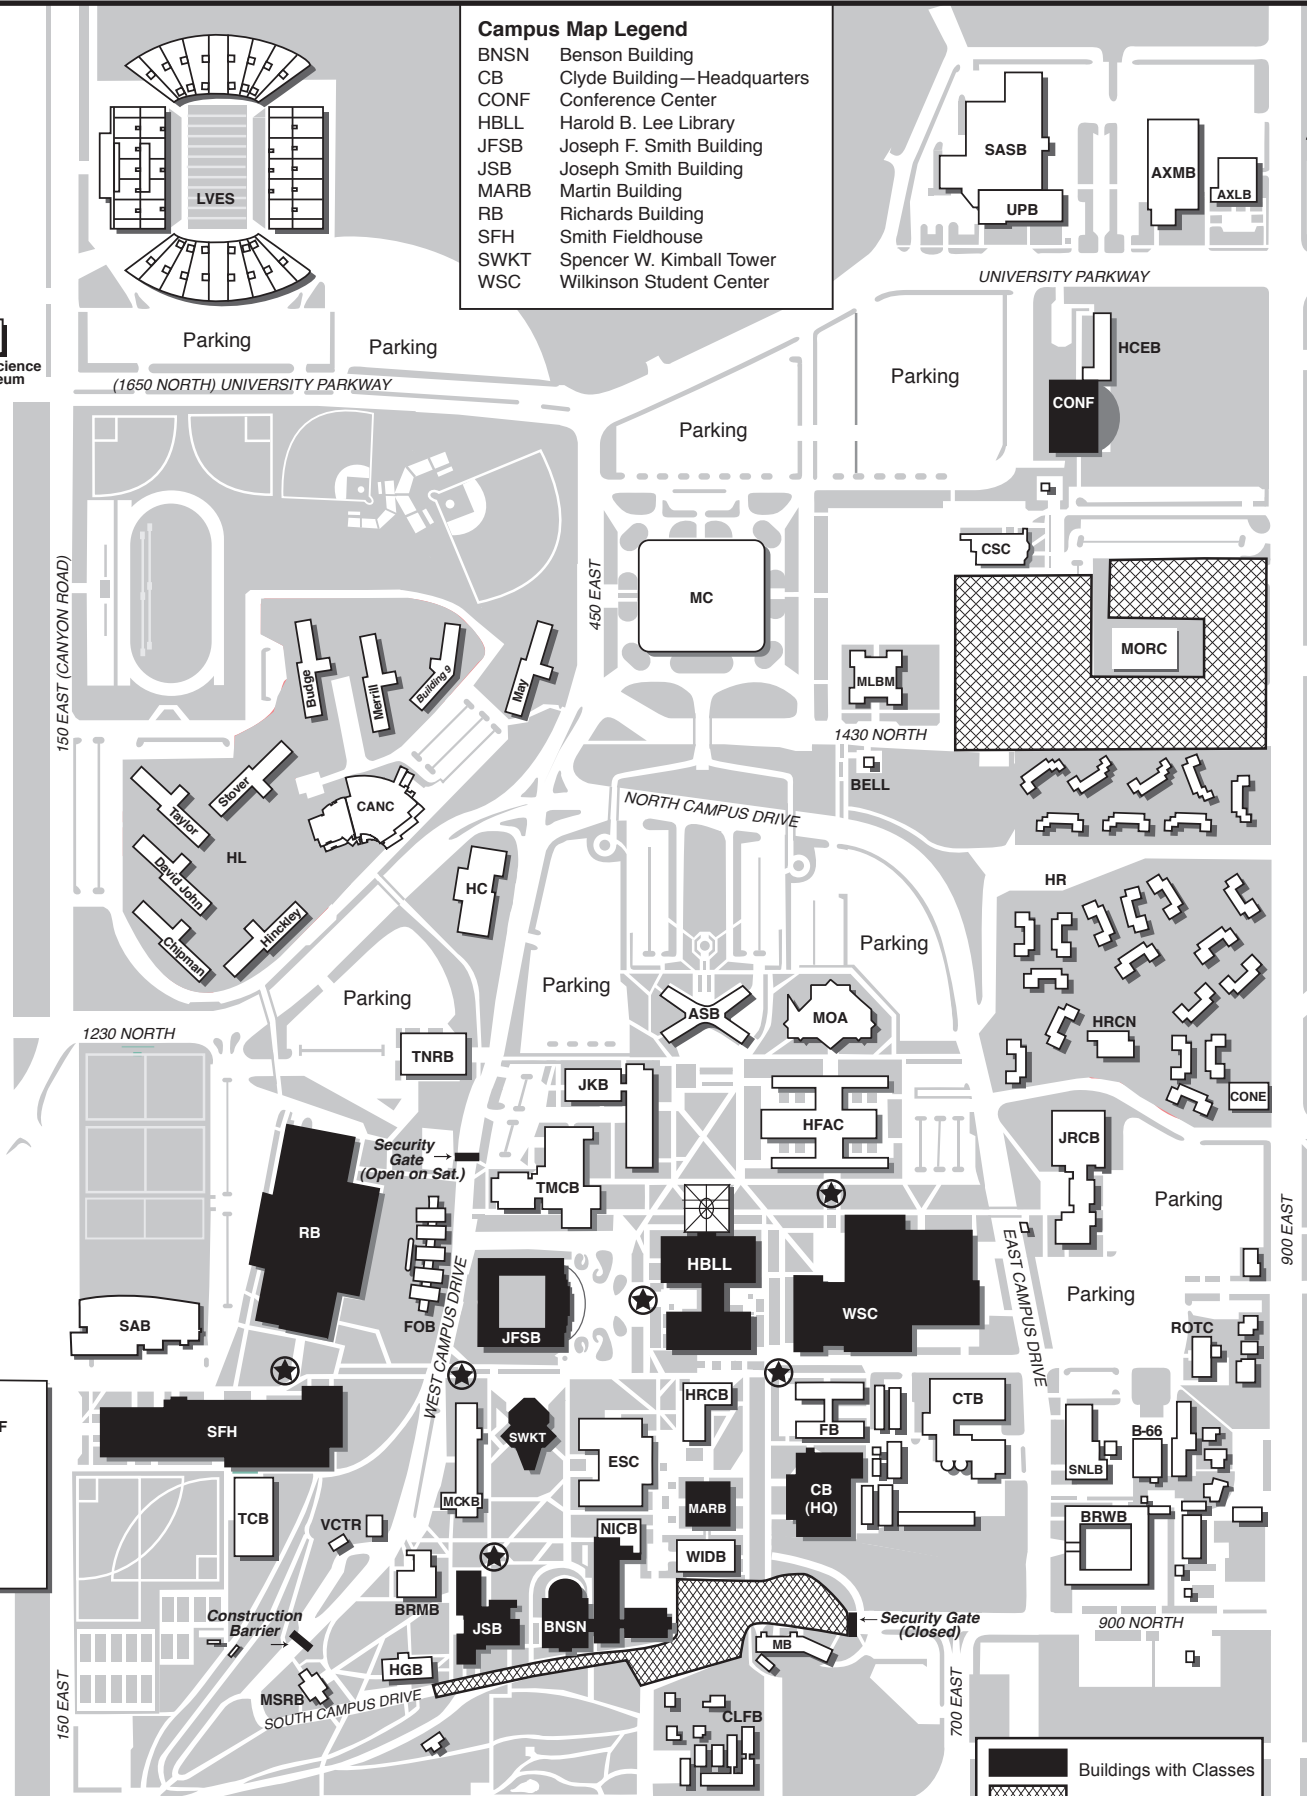 Campus Map Legend
BNSN Benson Building
CB Clyde Building—Headquarters
CONF Conference Center
HBLL Harold B. Lee Library
JFSB Joseph F. Smith Building
JSB Joseph Smith Building
MARB Martin Building
RB Richards Building
SFH Smith Fieldhouse
SWKT Spencer W. Kimball Tower
WSC Wilkinson Student Center
LVES
SASB
AXMB
AXLB
UPB
UNIVERSITY PARKWAY
Parking
Parking
cience
eum
(1650 NORTH) UNIVERSITY PARKWAY
HCEB
Parking
CONF
Parking
CSC
150 EAST (CANYON ROAD)
450 EAST
MC
MORC
Budge
Merrill
Building 9
May
MLBM
1430 NORTH
BELL
Stover
Taylor
CANC
NORTH CAMPUS DRIVE
HL
David John
HC
HR
Chipman
Hinckley
Parking
Parking
Parking
ASB
MOA
HRCN
1230 NORTH
TNRB
JKB
CONE
HFAC
JRCB
Security
Gate
(Open on Sat.)
TMCB
Parking
RB
HBLL
900 EAST
EAST CAMPUS DRIVE
Parking
WSC
SAB
FOB
WEST CAMPUS DRIVE
JFSB
ROTC
F
HRCB
CTB
SFH
SWKT
FB
B-66
ESC
SNLB
MCKB
CB
(HQ)
MARB
TCB
VCTR
NICB
BRWB
WIDB
BRMB
Construction
Barrier
JSB
BNSN
Security Gate
(Closed)
900 NORTH
MB
HGB
MSRB
SOUTH CAMPUS DRIVE
150 EAST
700 EAST
CLFB
Buildings with Classes